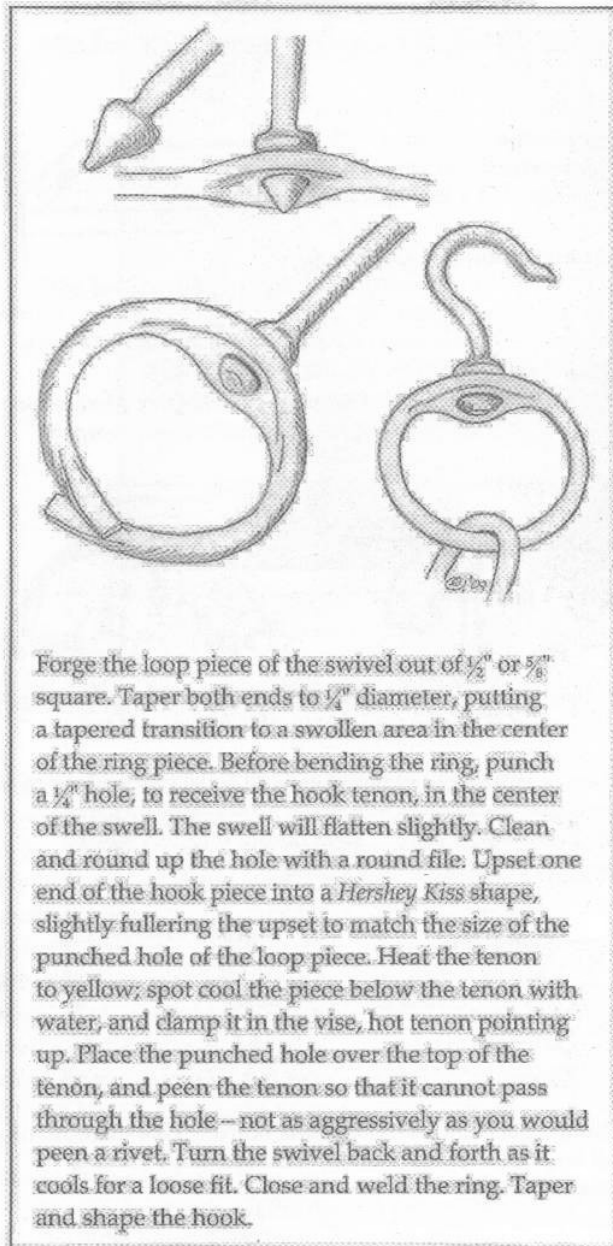 Forge the loop piece of the swivel out of ½" or ⅝"
square. Taper both ends to ¼" diameter, putting
a tapered transition to a swollen area in the center
of the ring piece. Before bending the ring, punch
a ¼" hole, to receive the hook tenon, in the center
of the swell. The swell will flatten slightly. Clean
and round up the hole with a round file. Upset one
end of the hook piece into a Hershey Kiss shape,
slightly fullering the upset to match the size of the
punched hole of the loop piece. Heat the tenon
to yellow; spot cool the piece below the tenon with
water, and clamp it in the vise, hot tenon pointing
up. Place the punched hole over the top of the
tenon, and peen the tenon so that it cannot pass
through the hole – not as aggressively as you would
peen a rivet. Turn the swivel back and forth as it
cools for a loose fit. Close and weld the ring. Taper
and shape the hook.